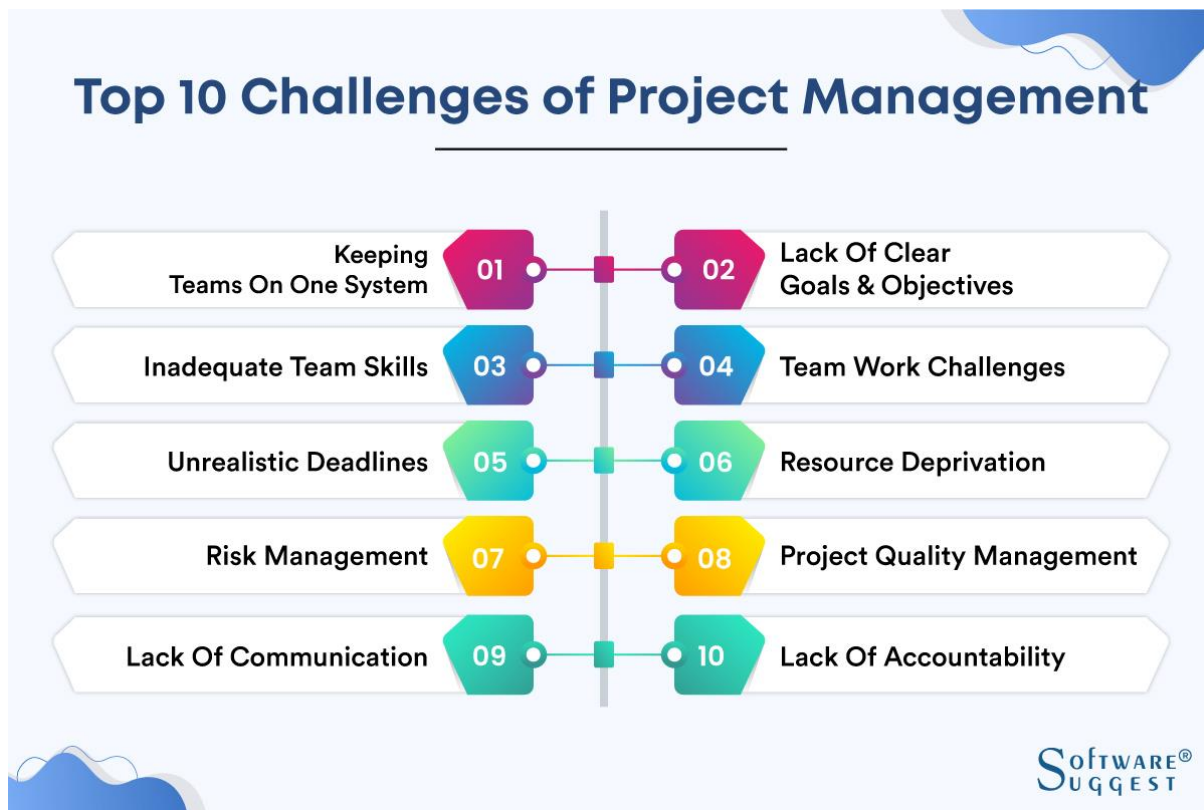 Top 10 Challenges of Project Management
Keeping
Teams On One System
01
02
Lack Of Clear
Goals & Objectives
Inadequate Team Skills
03
04
Team Work Challenges
Unrealistic Deadlines
05
06
Resource Deprivation
Risk Management
07
08
Project Quality Management
Lack Of Communication
09
10
Lack Of Accountability
SOFTWARE®
SUGGEST